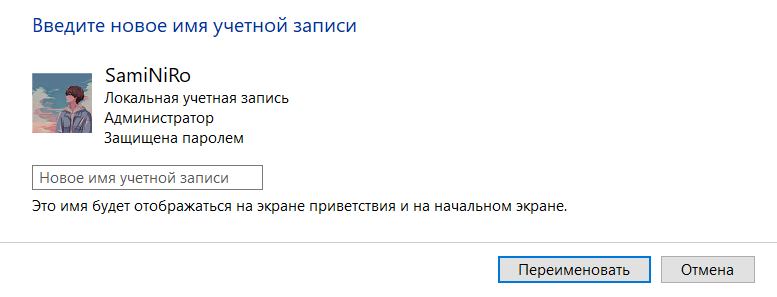 Введите новое имя учетной записи
SamiNiRo
Локальная учетная запись
Администратор
Защищена паролем
Новое имя учетной записи
Это имя будет отображаться на экране приветствия и на начальном экране.
Переименовать
Отмена